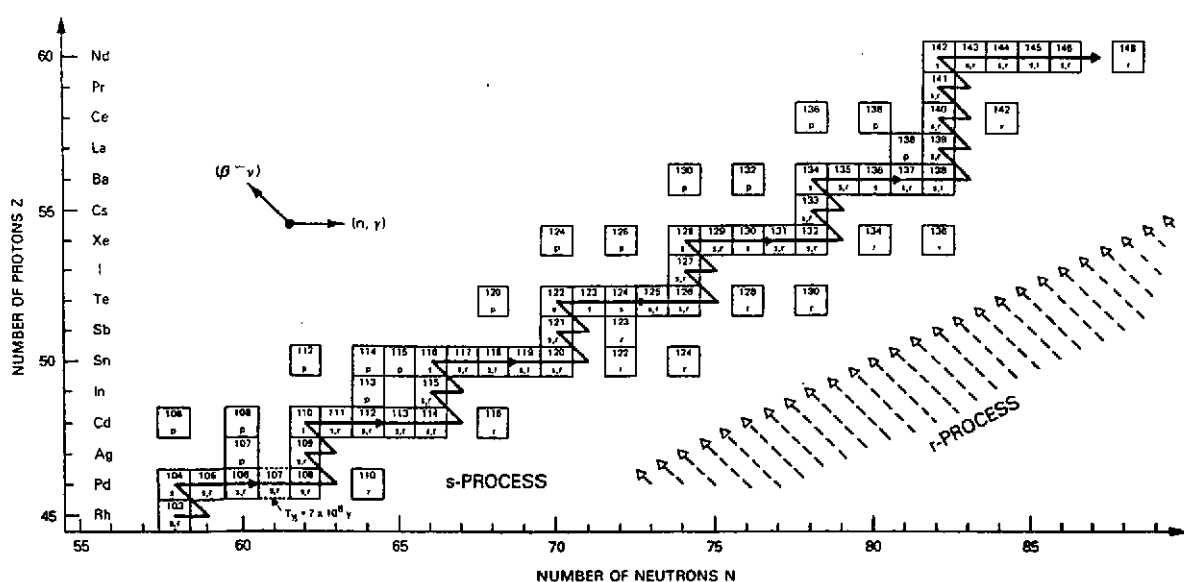 60 Nd 142 143 144 145 146 148
s s,r s,r s,r s,r r
Pr 141
s,r
Ce 136 138 140 142
p p s,r r
La 138 139
p s,r
(β⁻ ν)
Ba 130 132 134 135 136 137 138
p p s s,r s s,r s,r
55 Cs 133
s,r
(n, γ)
Xe 124 126 128 129 130 131 132 134 136
p p s s,r s s,r s,r r
I 127
s,r
Te 120 122 123 124 125 126 128 130
p s s s s,r s,r r r
Sb 121 123
s,r r
50 Sn 112 114 115 116 117 118 119 120 122 124
p p p s s,r s,r s,r s,r r r
In 113 115
p s,r
Cd 106 108 110 111 112 113 114 116
p p s s,r s,r s,r s,r r
Ag 107 109
p s,r
Pd 104 105 106 107 108 110
s s,r s,r s,r s,r r
45 Rh 103
s,r
T½ = 7 x 10⁶ y
s-PROCESS
r-PROCESS
NUMBER OF PROTONS Z
55 60 65 70 75 80 85
NUMBER OF NEUTRONS N